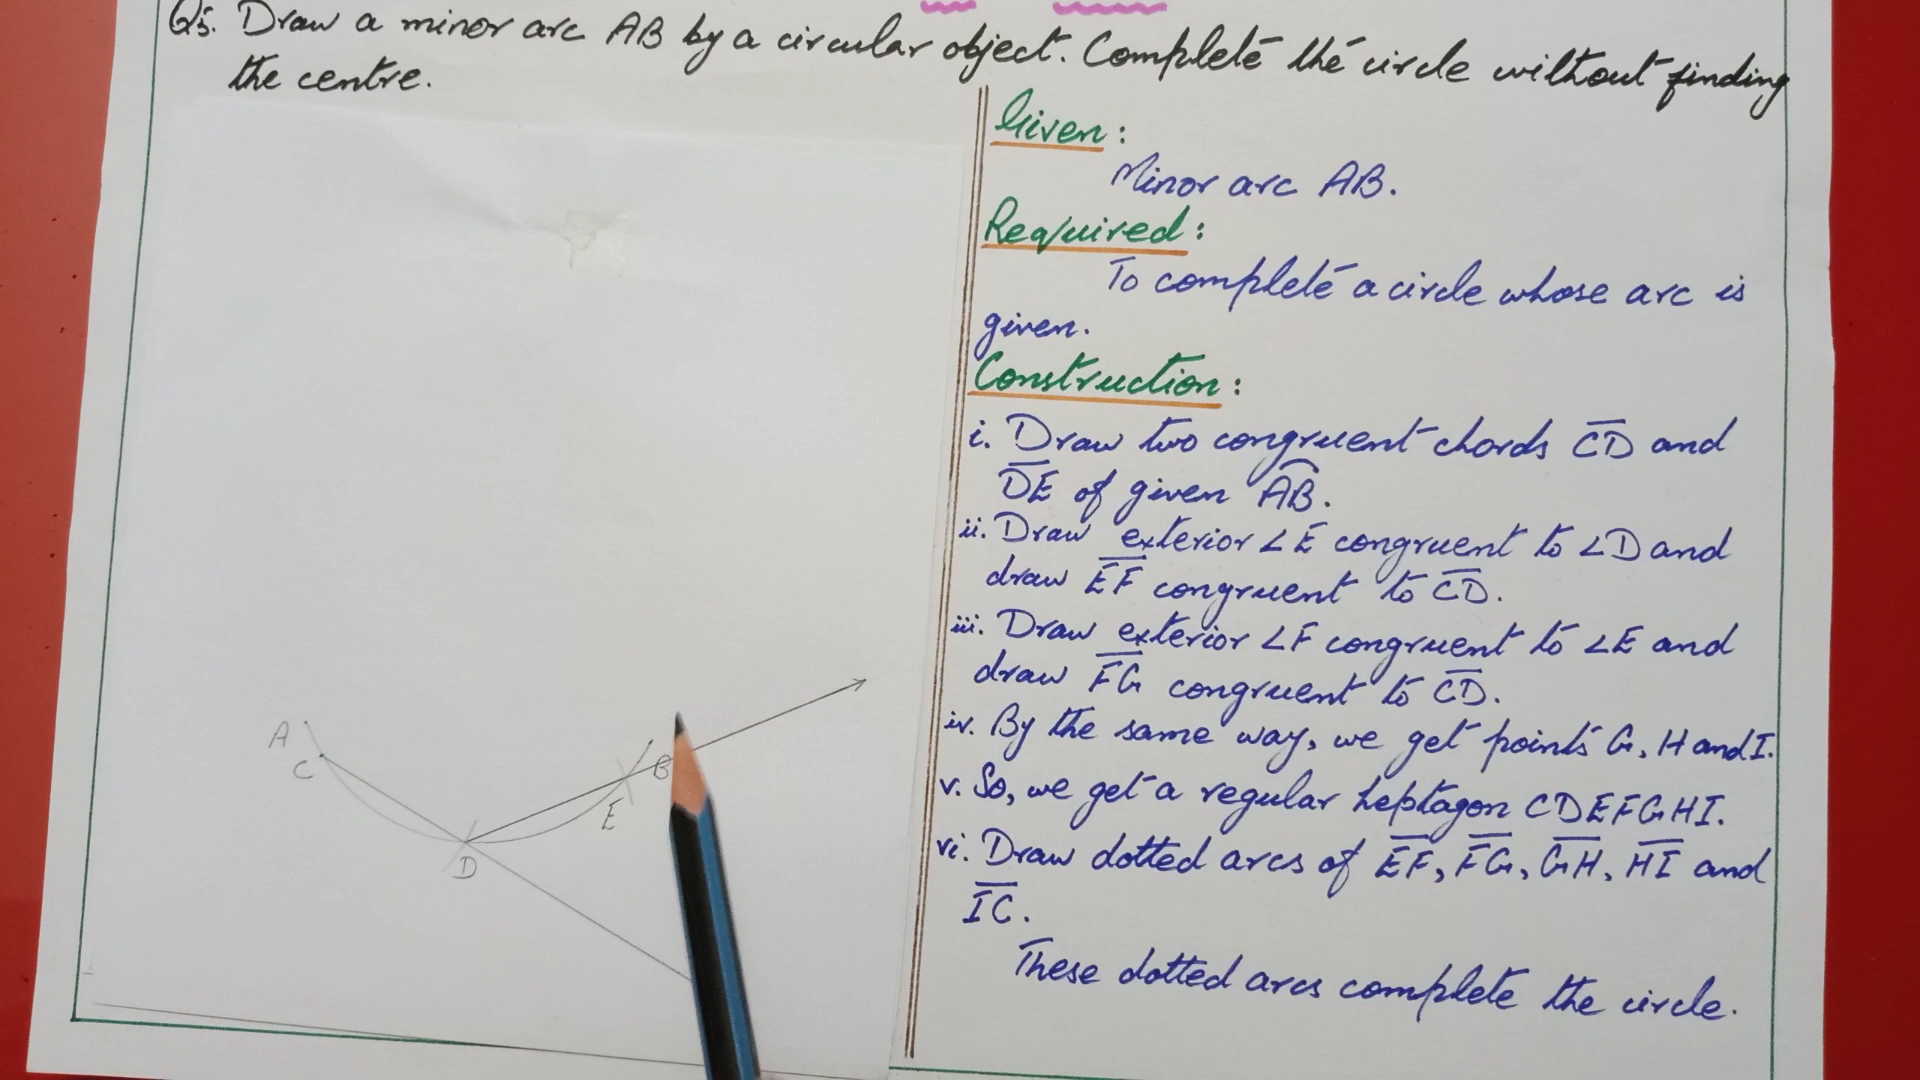 Q5. Draw a minor arc AB by a circular object. Complete the circle without finding
the centre.
Given:
Minor arc AB.
Required:
To complete a circle whose arc is
given.
Construction:
i. Draw two congruent chords CD and
DE of given AB.
ii. Draw exterior ∠E congruent to ∠D and
draw EF congruent to CD.
iii. Draw exterior ∠F congruent to ∠E and
draw FG congruent to CD.
iv. By the same way, we get points G, H and I.
v. So, we get a regular heptagon CDEFGHI.
vi. Draw dotted arcs of EF, FG, GH, HI and
IC.
These dotted arcs complete the circle.
A
C
B
E
D